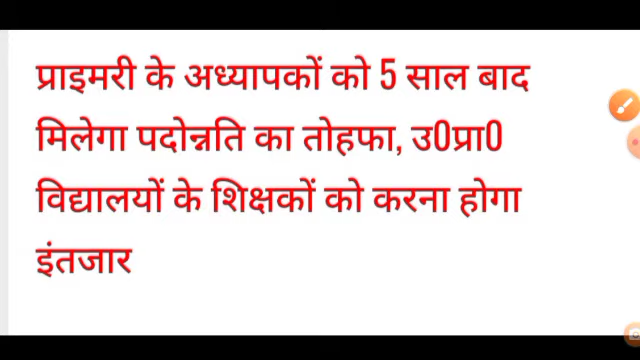 प्राइमरी के अध्यापकों को 5 साल बाद
मिलेगा पदोन्नति का तोहफा, उ0प्रा0
विद्यालयों के शिक्षकों को करना होगा
इंतजार